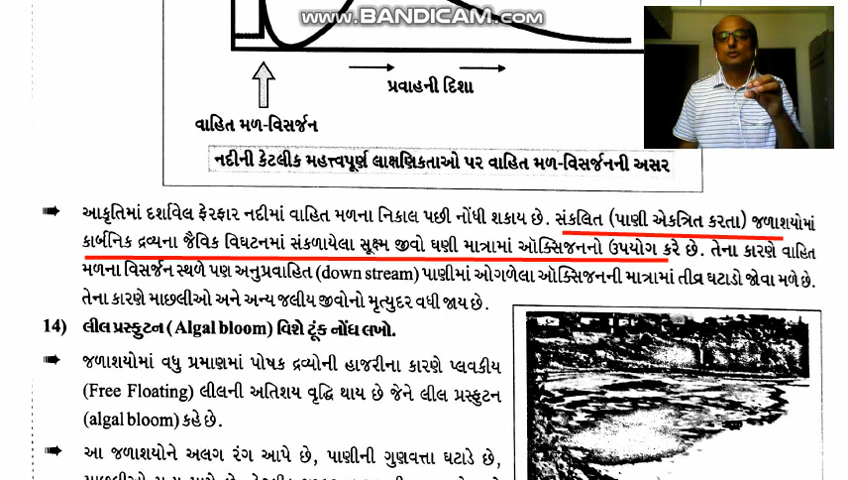 www.BANDICAM.com
પ્રવાહની દિશા
વાહિત મળ-વિસર્જન
નદીની કેટલીક મહત્ત્વપૂર્ણ લાક્ષણિકતાઓ પર વાહિત મળ-વિસર્જનની અસર
આકૃતિમાં દર્શાવેલ ફેરફાર નદીમાં વાહિત મળના નિકાલ પછી નોંધી શકાય છે. સંકલિત (પાણી એકત્રિત કરતા) જળાશયોમાં
કાર્બનિક દ્રવ્યના જૈવિક વિઘટનમાં સંકળાયેલા સૂક્ષ્મ જીવો ઘણી માત્રામાં ઑક્સિજનનો ઉપયોગ કરે છે. તેના કારણે વાહિત
મળના વિસર્જન સ્થળે પણ અનુપ્રવાહિત (down stream) પાણીમાં ઓગળેલા ઑક્સિજનની માત્રામાં તીવ્ર ઘટાડો જોવા મળે છે.
તેના કારણે માછલીઓ અને અન્ય જલીય જીવોનો મૃત્યુદર વધી જાય છે.
14) લીલ પ્રસ્ફુટન (Algal bloom) વિશે ટૂંક નોંધ લખો.
જળાશયોમાં વધુ પ્રમાણમાં પોષક દ્રવ્યોની હાજરીના કારણે પ્લવકીય
(Free Floating) લીલની અતિશય વૃદ્ધિ થાય છે જેને લીલ પ્રસ્ફુટન
(algal bloom) કહે છે.
આ જળાશયોને અલગ રંગ આપે છે, પાણીની ગુણવત્તા ઘટાડે છે,